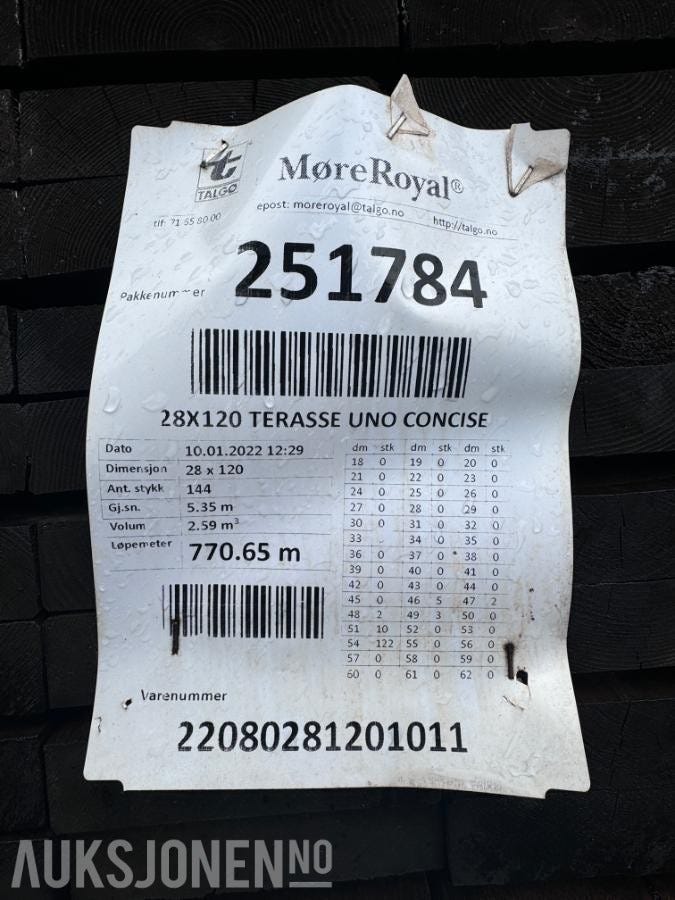 t
TALGO
MøreRoyal®
tlf: 71 65 80 00
epost: moreroyal@talgo.no
http://talgo.no
Pakkenummer 251784
28X120 TERASSE UNO CONCISE
Dato 10.01.2022 12:29
Dimensjon 28 x 120
Ant. stykk 144
Gj.sn. 5.35 m
Volum 2.59 m³
Løpemeter 770.65 m
dm stk dm stk dm stk
18 0 19 0 20 0
21 0 22 0 23 0
24 0 25 0 26 0
27 0 28 0 29 0
30 0 31 0 32 0
33 0 34 0 35 0
36 0 37 0 38 0
39 0 40 0 41 0
42 0 43 0 44 0
45 0 46 5 47 2
48 2 49 3 50 0
51 10 52 0 53 0
54 122 55 0 56 0
57 0 58 0 59 0
60 0 61 0 62 0
Varenummer
22080281201011
AUKSJONEN NO